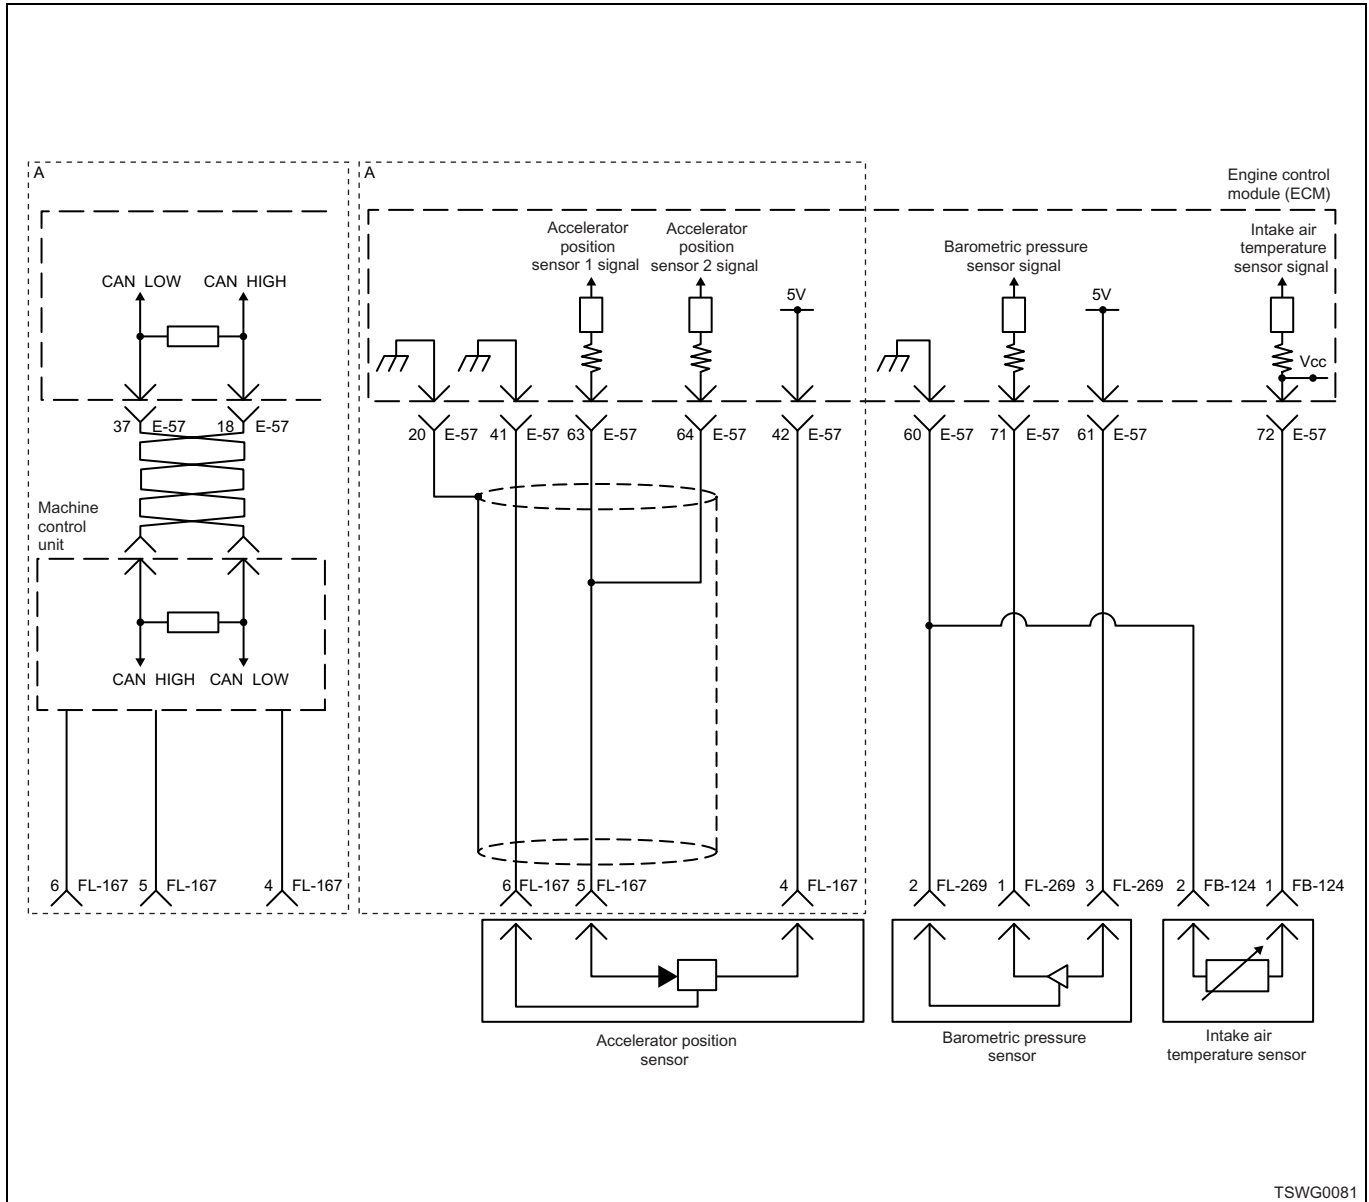 A
A
Engine control
module (ECM)
CAN LOW
CAN HIGH
Accelerator
position
sensor 1 signal
Accelerator
position
sensor 2 signal
5V
Barometric pressure
sensor signal
5V
Intake air
temperature
sensor signal
Vcc
37 E-57
18 E-57
20 E-57
41 E-57
63 E-57
64 E-57
42 E-57
60 E-57
71 E-57
61 E-57
72 E-57
Machine
control
unit
CAN HIGH
CAN LOW
6 FL-167
5 FL-167
4 FL-167
6 FL-167
5 FL-167
4 FL-167
2 FL-269
1 FL-269
3 FL-269
2 FB-124
1 FB-124
Accelerator position
sensor
Barometric pressure
sensor
Intake air
temperature sensor
TSWG0081